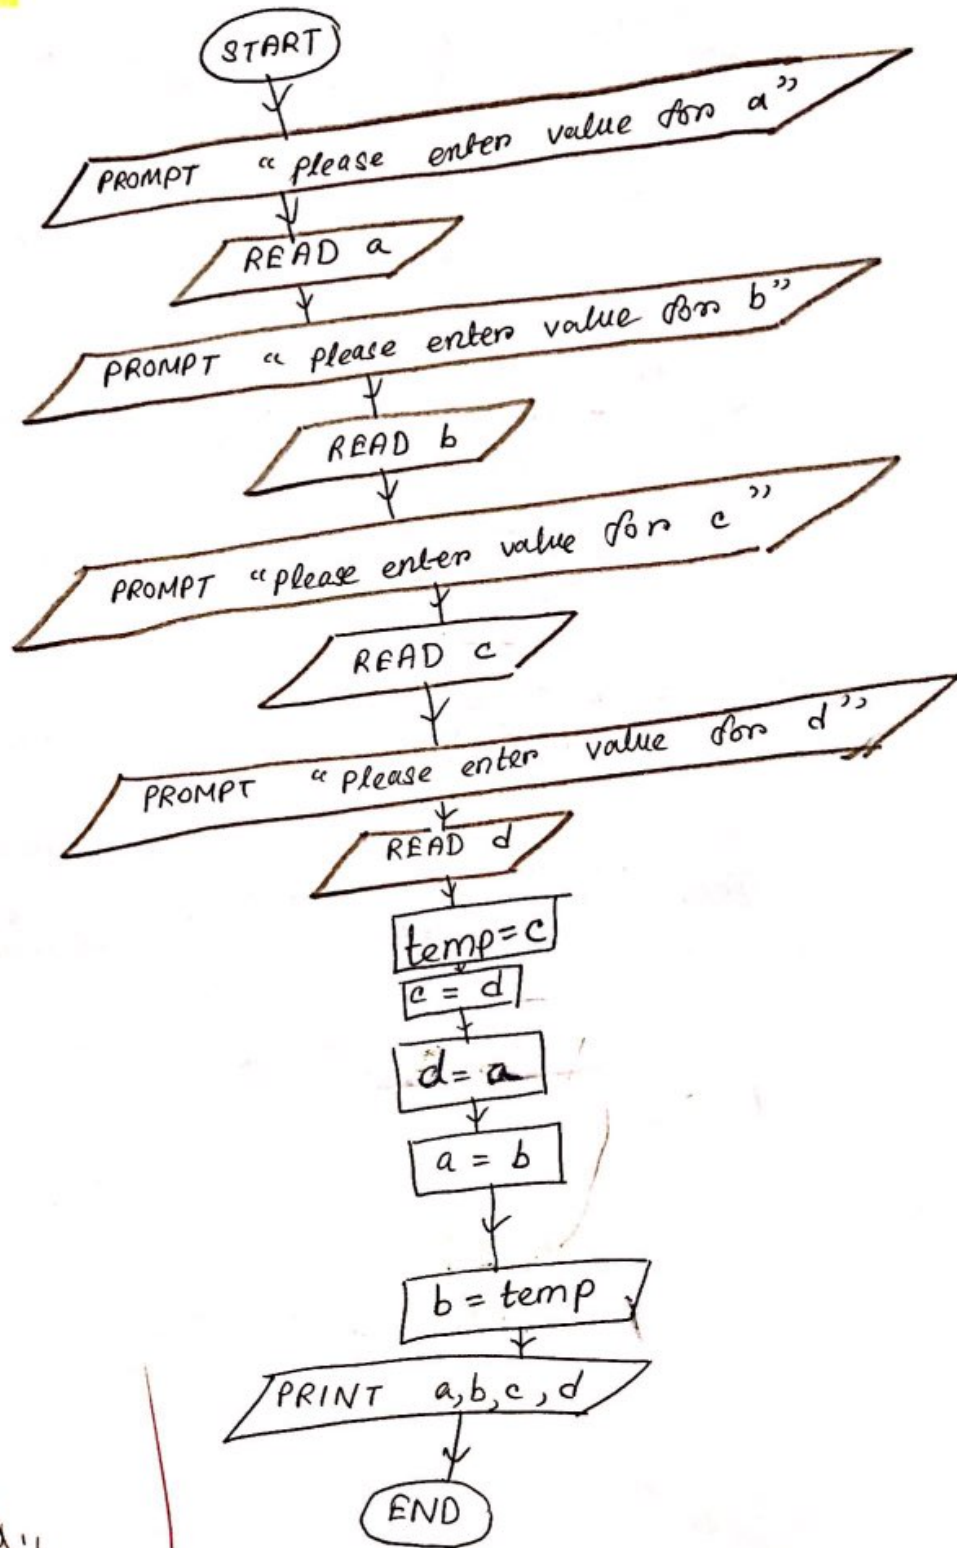 START
PROMPT “ please enter value for a”
READ a
PROMPT “ please enter value for b”
READ b
PROMPT “please enter value for c ”
READ c
PROMPT “ please enter value for d”
READ d
temp=c
c = d
d= a
a = b
b = temp
PRINT a,b,c,d
END